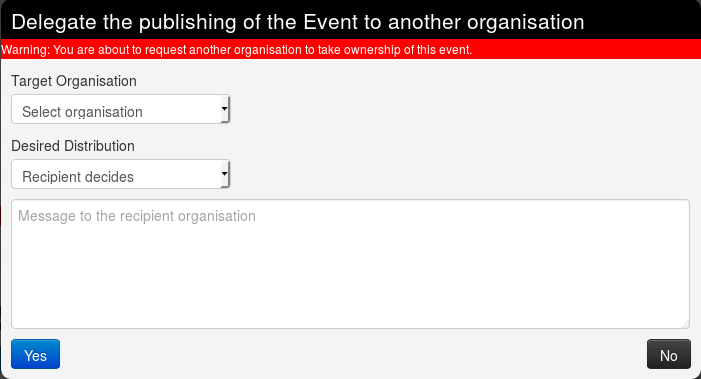 Delegate the publishing of the Event to another organisation
Warning: You are about to request another organisation to take ownership of this event.
Target Organisation
Select organisation
Desired Distribution
Recipient decides
Message to the recipient organisation
Yes
No